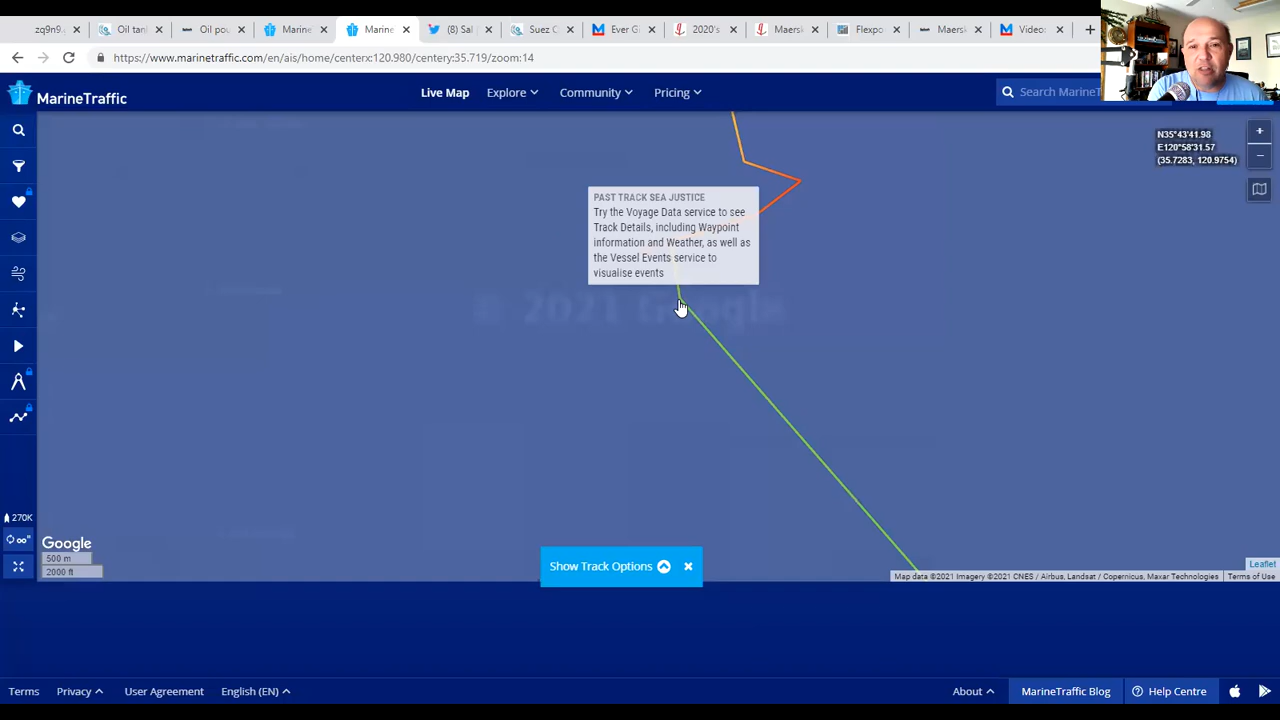 zq9n9.
Oil tan
Oil pou
Marine
Marine
(8) Sal
Suez C
Ever Gi
2020's
Maersk
Flexpo
Maersk
Video:
https://www.marinetraffic.com/en/ais/home/centerx:120.980/centery:35.719/zoom:14
MarineTraffic
Live Map
Explore
Community
Pricing
Search MarineT
N35°43'41.98
E120°58'31.57
(35.7283, 120.9754)
PAST TRACK SEA JUSTICE
Try the Voyage Data service to see
Track Details, including Waypoint
information and Weather, as well as
the Vessel Events service to
visualise events
© 2021 Google
270K
Google
500 m
2000 ft
Show Track Options
Leaflet
Map data ©2021 Imagery ©2021 CNES / Airbus, Landsat / Copernicus, Maxar Technologies
Terms of Use
Terms
Privacy
User Agreement
English (EN)
About
MarineTraffic Blog
Help Centre